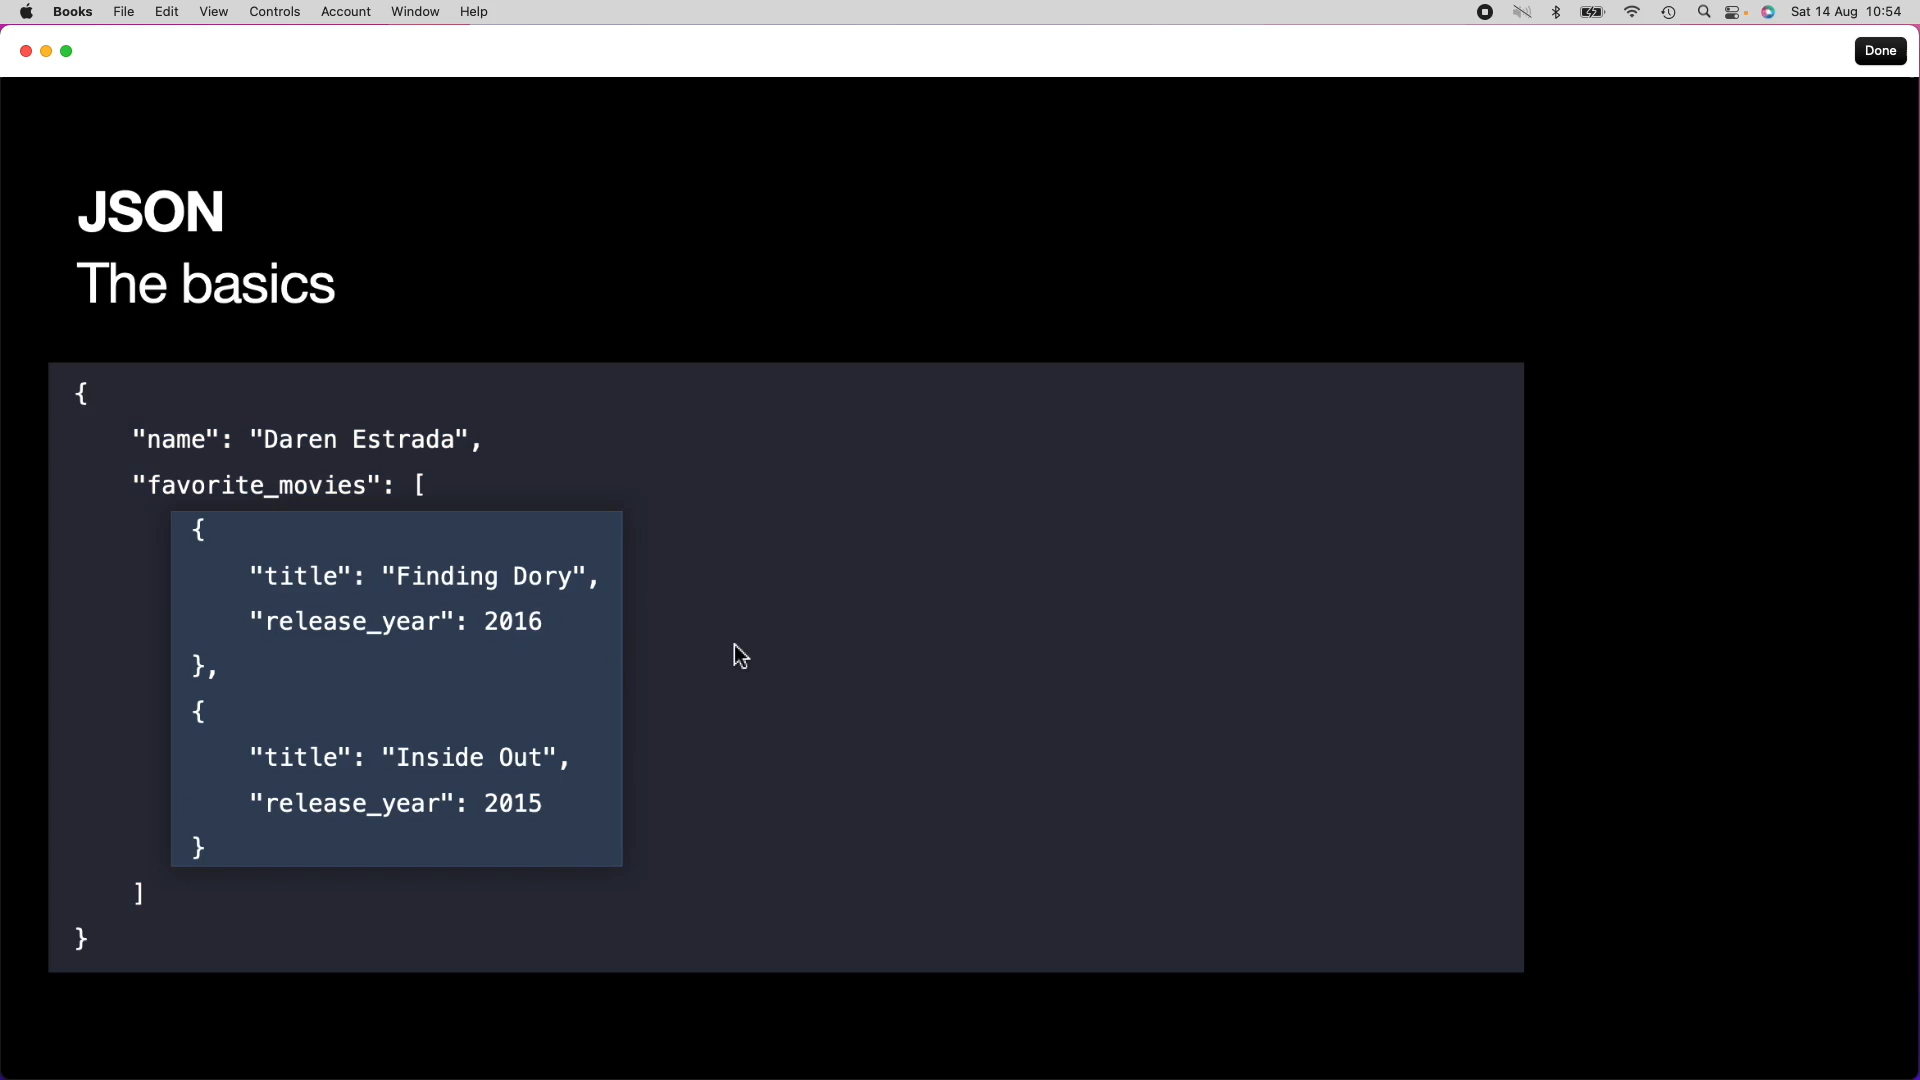 Books File Edit View Controls Account Window Help Sat 14 Aug 10:54
Done
JSON
The basics
{
"name": "Daren Estrada",
"favorite_movies": [
{
"title": "Finding Dory",
"release_year": 2016
},
{
"title": "Inside Out",
"release_year": 2015
}
]
}